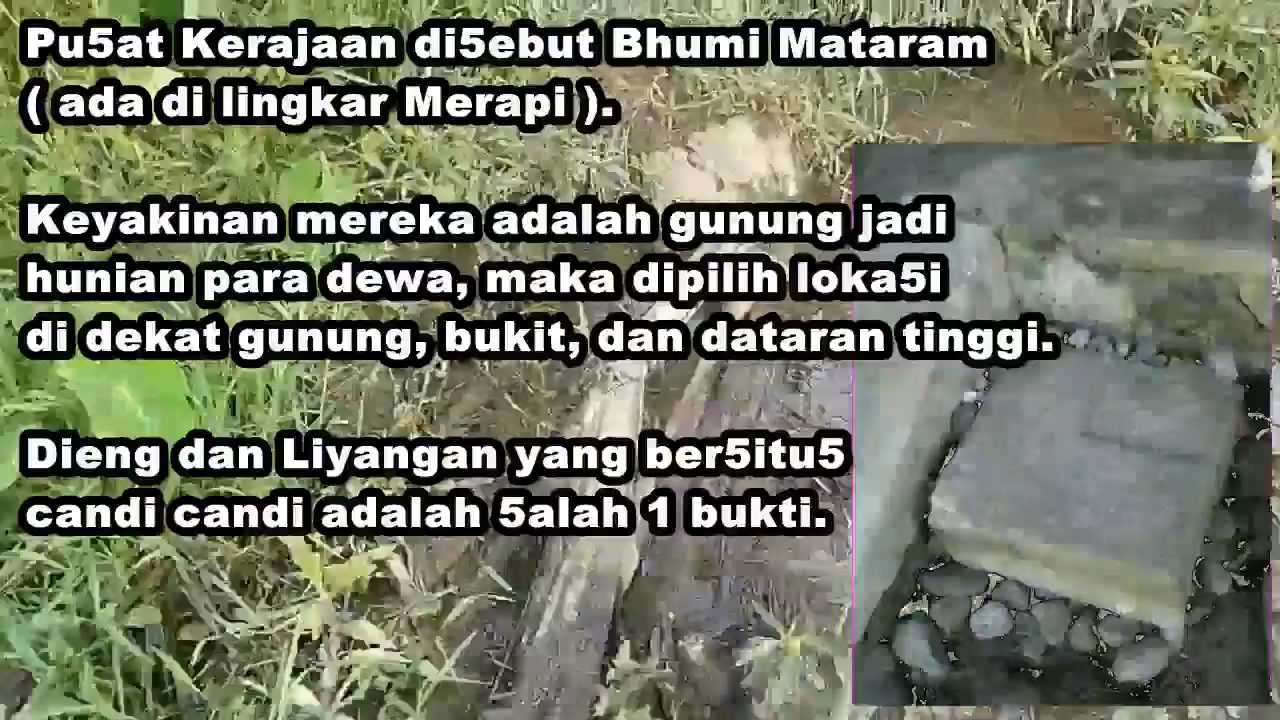 Pu5at Kerajaan di5ebut Bhumi Mataram
( ada di lingkar Merapi ).
Keyakinan mereka adalah gunung jadi
hunian para dewa, maka dipilih loka5i
di dekat gunung, bukit, dan dataran tinggi.
Dieng dan Liyangan yang ber5itu5
candi candi adalah 5alah 1 bukti.